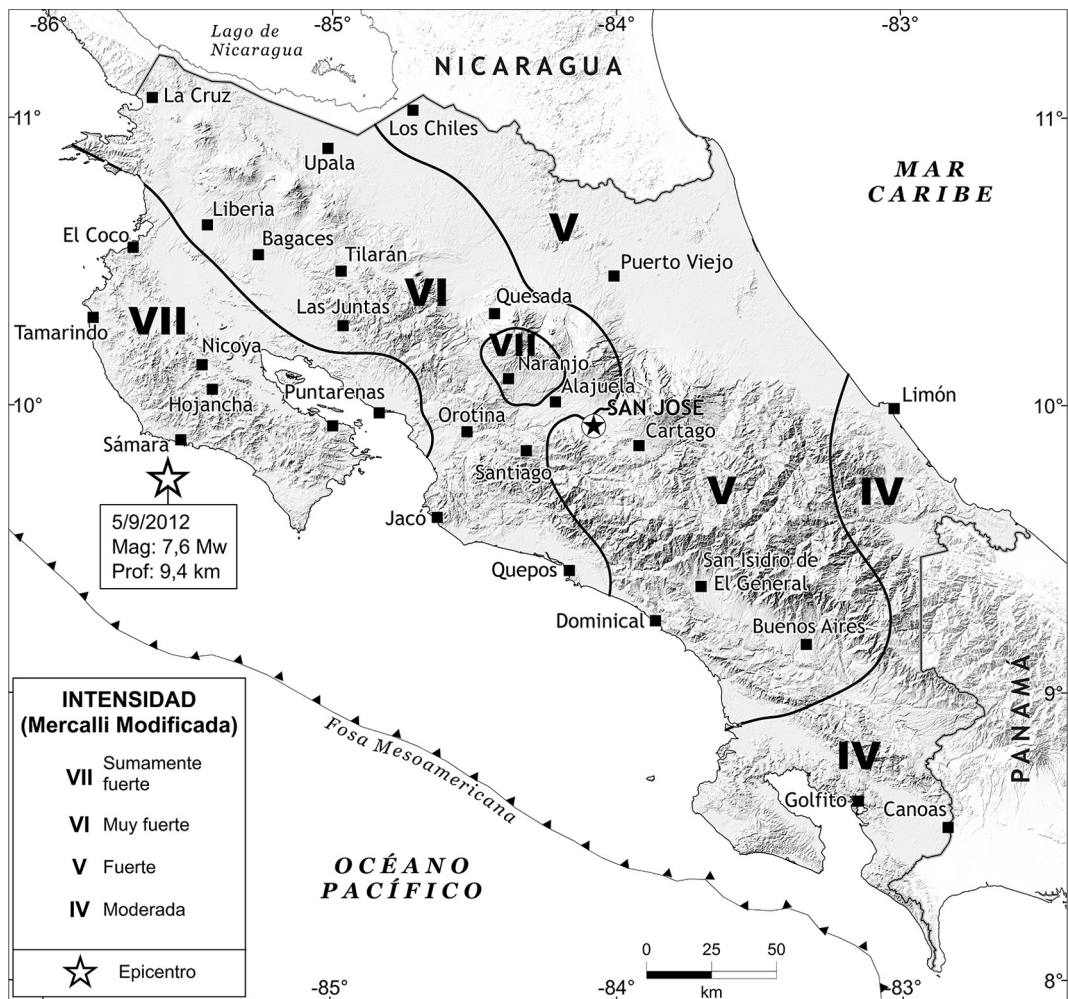 -86°
-85°
-84°
-83°
Lago de
Nicaragua
NICARAGUA
La Cruz
11°
Los Chiles
11°
Upala
MAR
CARIBE
Liberia
El Coco
V
Bagaces
Tilarán
Puerto Viejo
VI
Quesada
Las Juntas
VII
Tamarindo
VII
Nicoya
Naranjo
Alajuela
Puntarenas
Limón
10°
Hojancha
Orotina
SAN JOSÉ
10°
Cartago
Sámara
Santiago
V
IV
Jacó
5/9/2012
Mag: 7,6 Mw
Prof: 9,4 km
Quepos
San Isidro de
El General
Dominical
Buenos Aires
PANAMÁ
9°
9°
INTENSIDAD
(Mercalli Modificada)
VII Sumamente
fuerte
VI Muy fuerte
V Fuerte
IV Moderada
Epicentro
Fosa Mesoamericana
IV
Golfito
Canoas
OCÉANO
PACÍFICO
0 25 50
km
-85°
-84°
-83°
8°